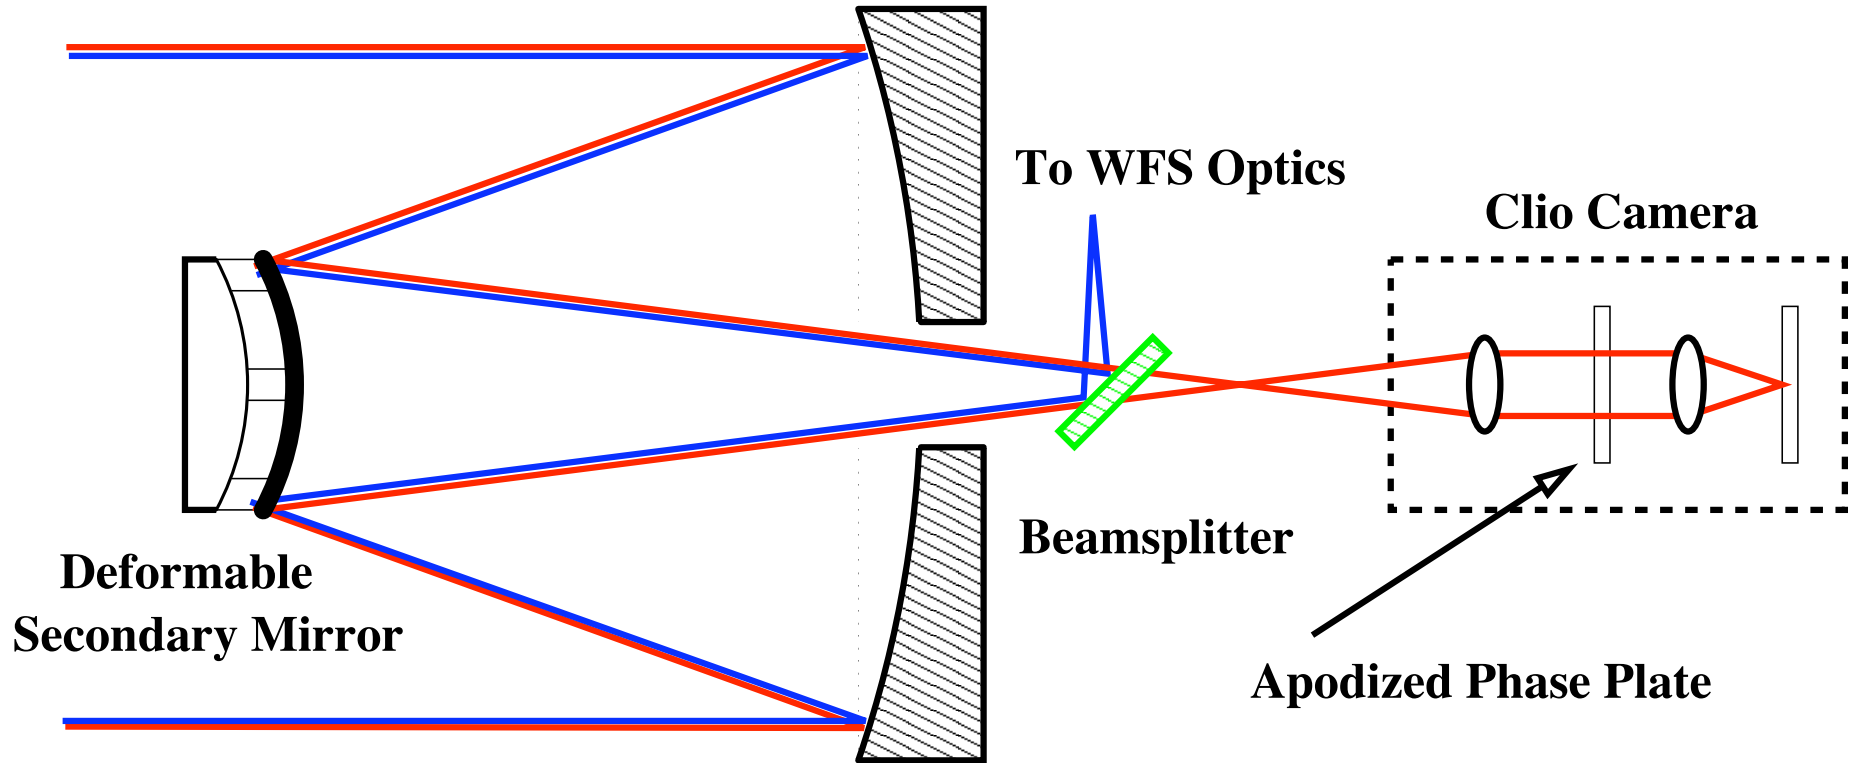 To WFS Optics
Clio Camera
Beamsplitter
Deformable
Secondary Mirror
Apodized Phase Plate